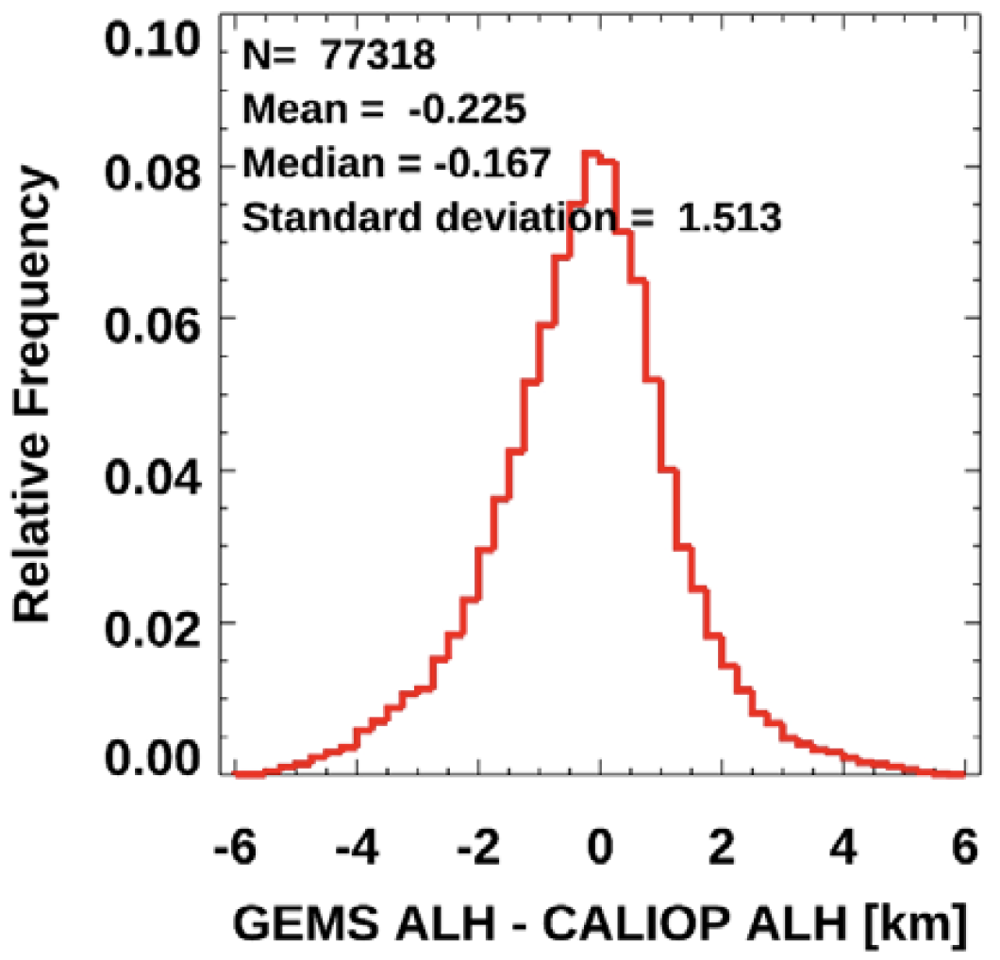 0.10
N= 77318
Mean = -0.225
Median = -0.167
0.08
Standard deviation = 1.513
Relative Frequency
0.06
0.04
0.02
0.00
-6 -4 -2 0 2 4 6
GEMS ALH - CALIOP ALH [km]